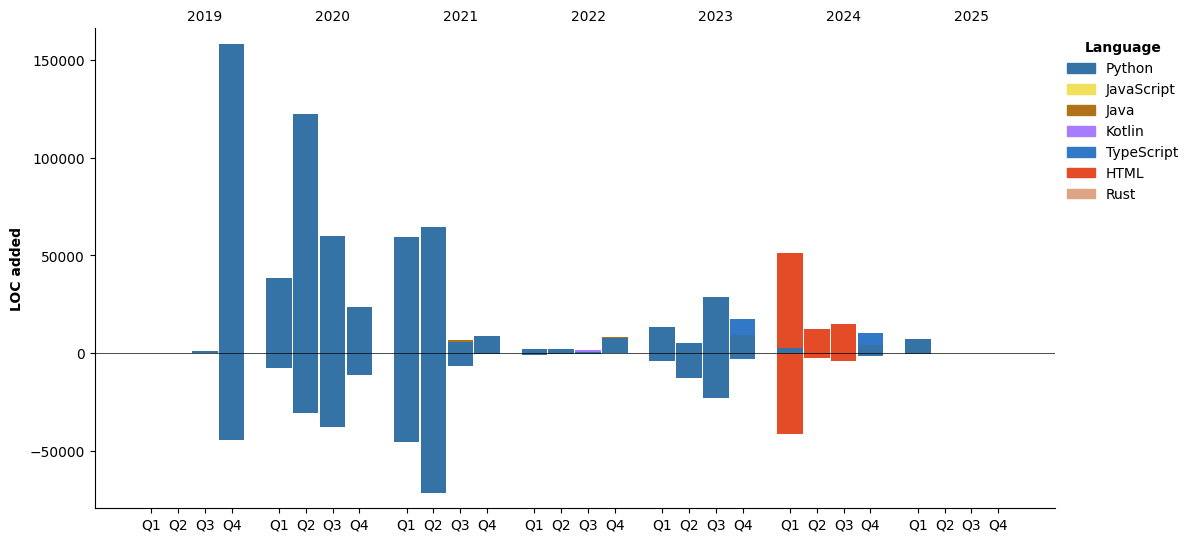 2019 2020 2021 2022 2023 2024 2025
150000
100000
50000
0
−50000
LOC added
Q1 Q2 Q3 Q4 Q1 Q2 Q3 Q4 Q1 Q2 Q3 Q4 Q1 Q2 Q3 Q4 Q1 Q2 Q3 Q4 Q1 Q2 Q3 Q4 Q1 Q2 Q3 Q4
Language
Python
JavaScript
Java
Kotlin
TypeScript
HTML
Rust